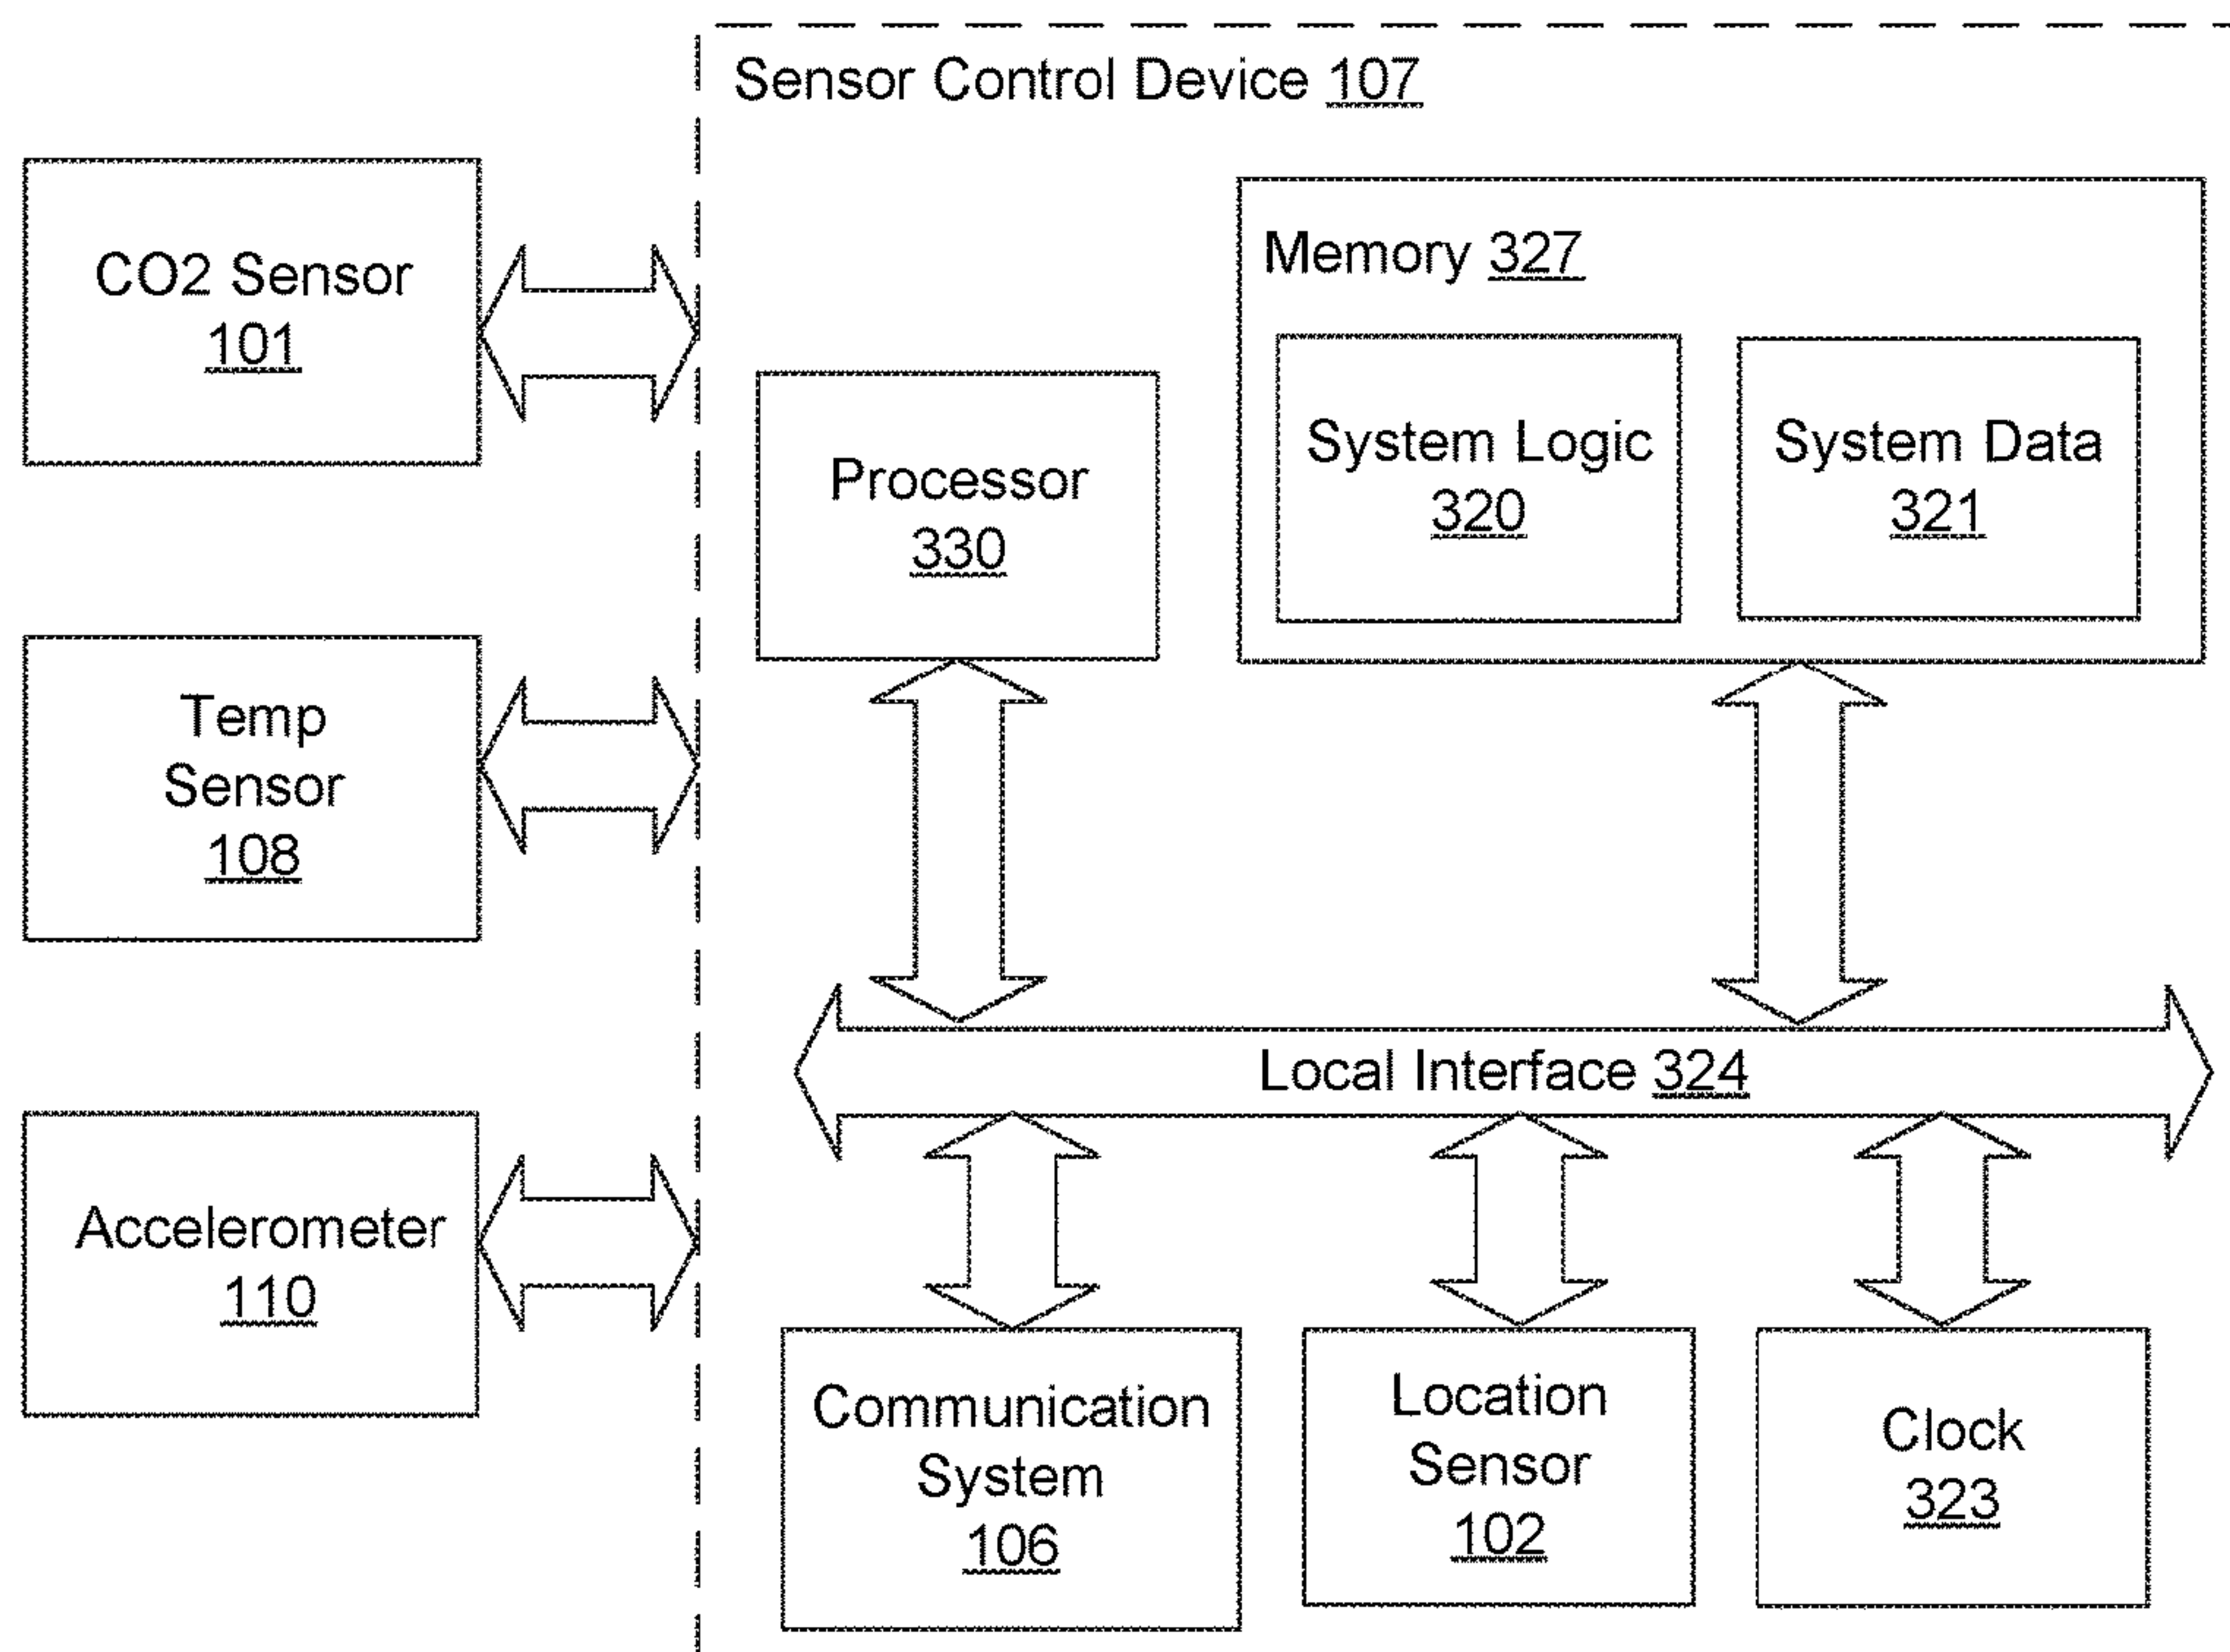 Sensor Control Device 107
CO2 Sensor
101
Temp
Sensor
108
Accelerometer
110
Processor
330
Memory 327
System Logic
320
System Data
321
Local Interface 324
Communication
System
106
Location
Sensor
102
Clock
323